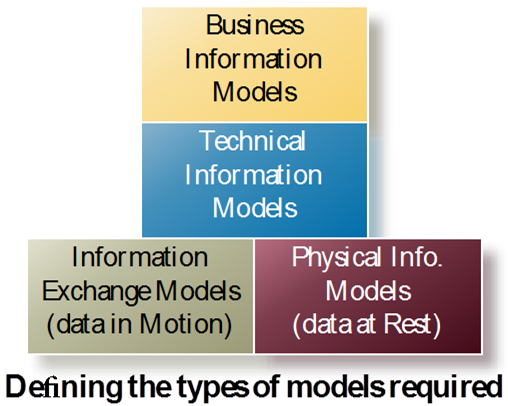 Business
Information
Models
Technical
Information
Models
Information
Exchange Models
(data in Motion)
Physical Info.
Models
(data at Rest)
Defining the types of models required